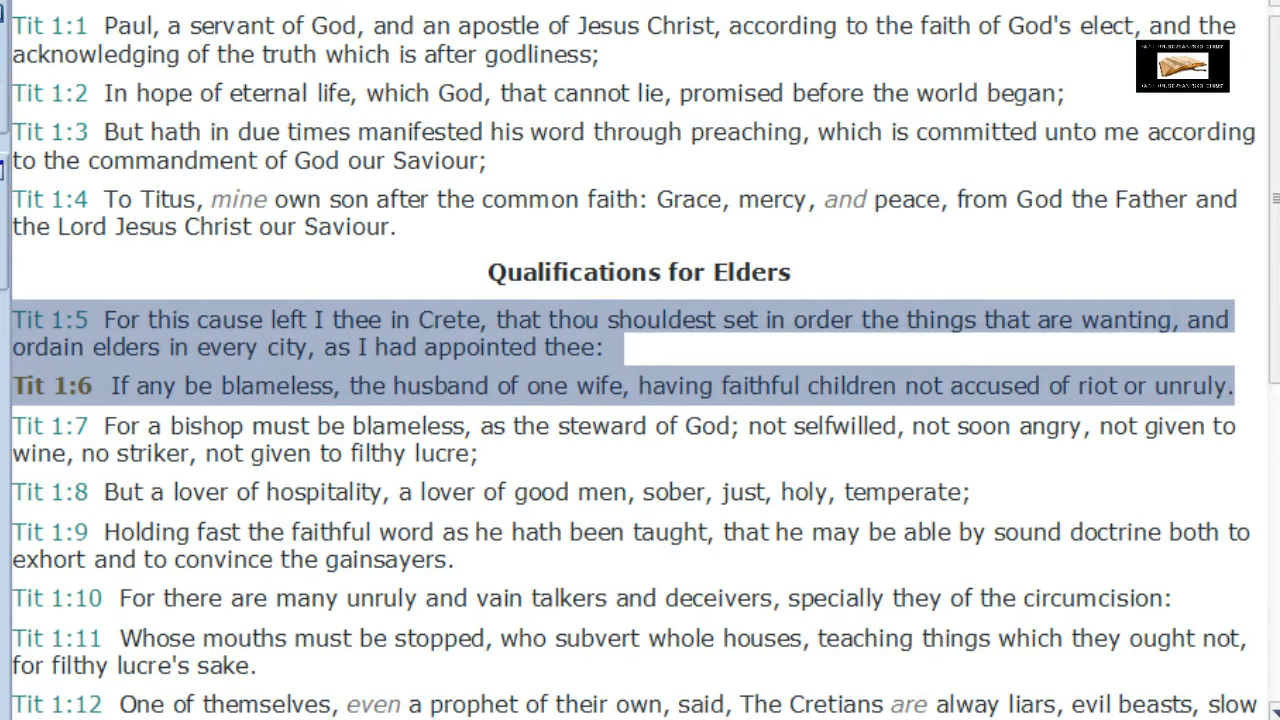 Tit 1:1 Paul, a servant of God, and an apostle of Jesus Christ, according to the faith of God's elect, and the
acknowledging of the truth which is after godliness;
Tit 1:2 In hope of eternal life, which God, that cannot lie, promised before the world began;
Tit 1:3 But hath in due times manifested his word through preaching, which is committed unto me according
to the commandment of God our Saviour;
Tit 1:4 To Titus, mine own son after the common faith: Grace, mercy, and peace, from God the Father and
the Lord Jesus Christ our Saviour.
Qualifications for Elders
Tit 1:5 For this cause left I thee in Crete, that thou shouldest set in order the things that are wanting, and
ordain elders in every city, as I had appointed thee:
Tit 1:6 If any be blameless, the husband of one wife, having faithful children not accused of riot or unruly.
Tit 1:7 For a bishop must be blameless, as the steward of God; not selfwilled, not soon angry, not given to
wine, no striker, not given to filthy lucre;
Tit 1:8 But a lover of hospitality, a lover of good men, sober, just, holy, temperate;
Tit 1:9 Holding fast the faithful word as he hath been taught, that he may be able by sound doctrine both to
exhort and to convince the gainsayers.
Tit 1:10 For there are many unruly and vain talkers and deceivers, specially they of the circumcision:
Tit 1:11 Whose mouths must be stopped, who subvert whole houses, teaching things which they ought not,
for filthy lucre's sake.
Tit 1:12 One of themselves, even a prophet of their own, said, The Cretians are alway liars, evil beasts, slow